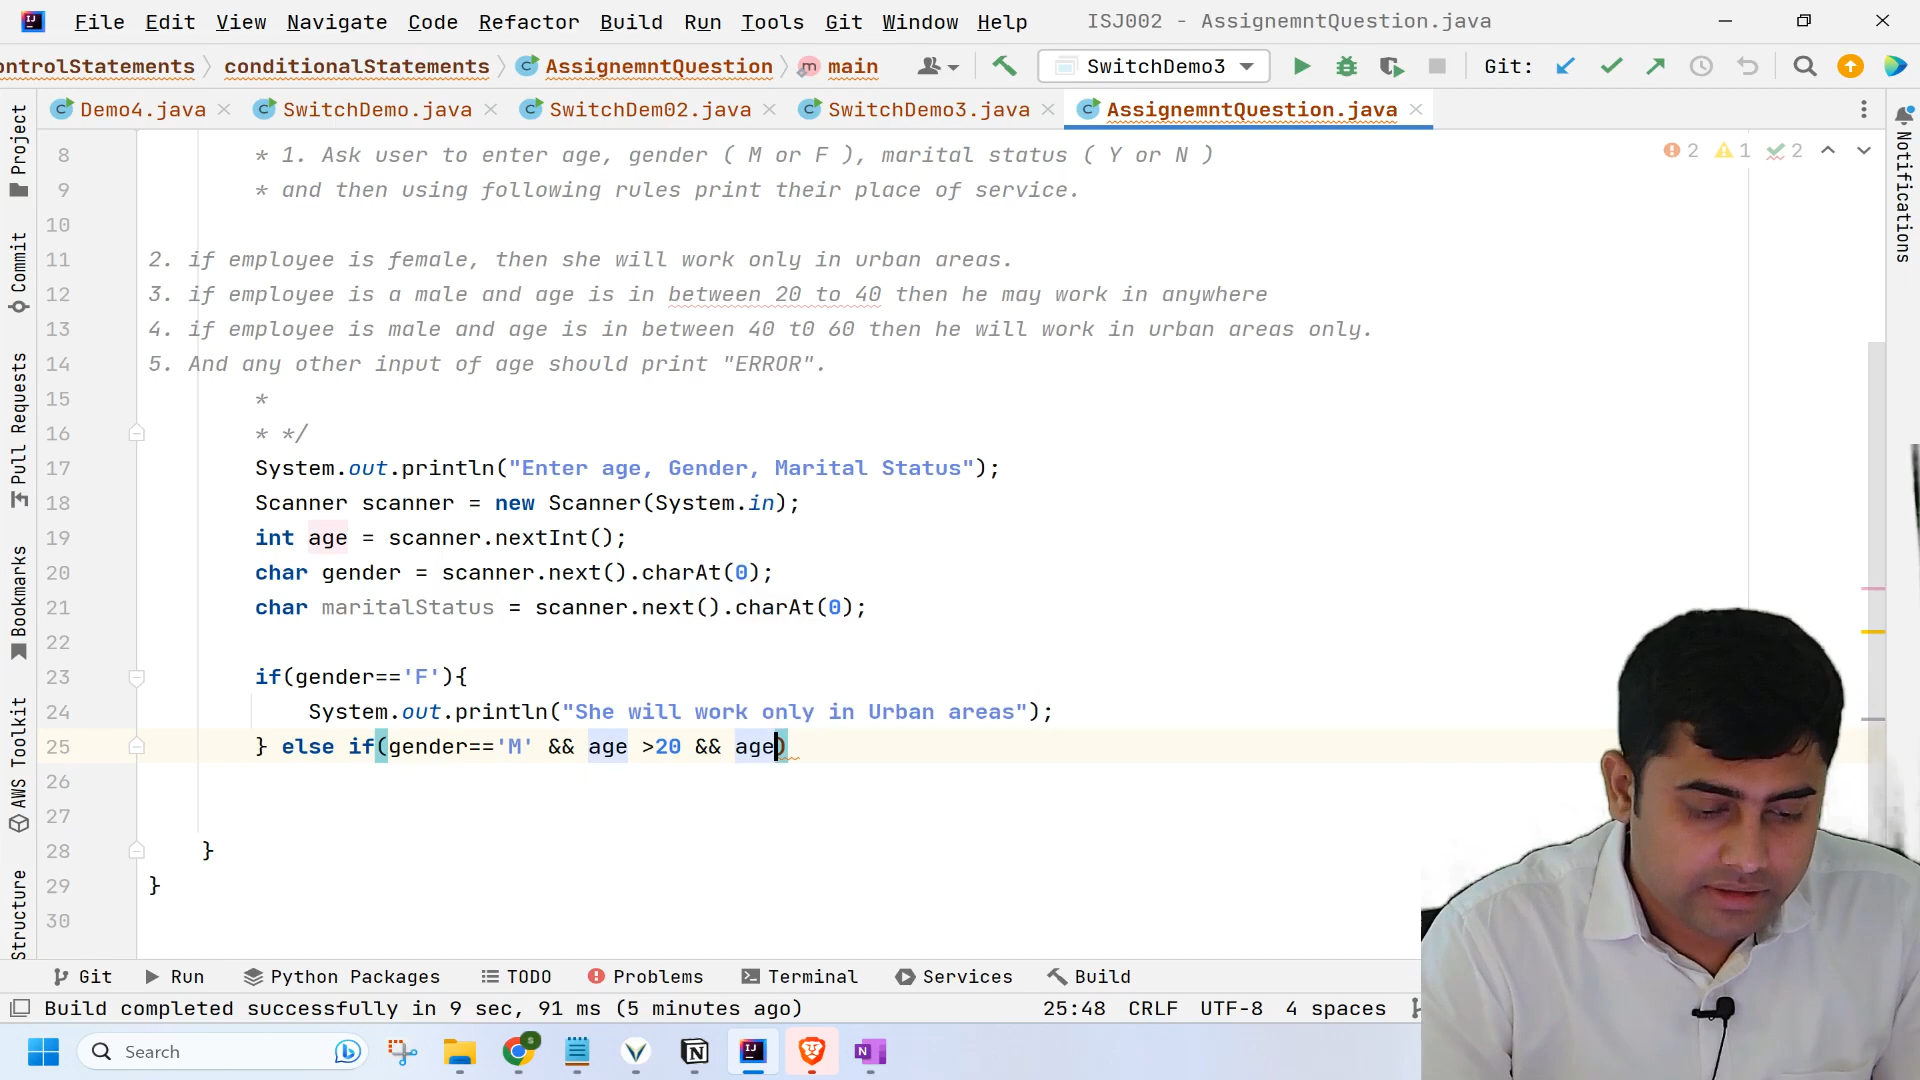 File Edit View Navigate Code Refactor Build Run Tools Git Window Help ISJ002 - AssignemntQuestion.java
ontrolStatements conditionalStatements AssignemntQuestion main SwitchDemo3 Git:
Demo4.java SwitchDemo.java SwitchDem02.java SwitchDemo3.java AssignemntQuestion.java
Project
Commit
Pull Requests
Bookmarks
AWS Toolkit
Structure
Notifications
2 1 2
8 * 1. Ask user to enter age, gender ( M or F ), marital status ( Y or N )
9 * and then using following rules print their place of service.
10
11 2. if employee is female, then she will work only in urban areas.
12 3. if employee is a male and age is in between 20 to 40 then he may work in anywhere
13 4. if employee is male and age is in between 40 t0 60 then he will work in urban areas only.
14 5. And any other input of age should print "ERROR".
15 *
16 * */
17 System.out.println("Enter age, Gender, Marital Status");
18 Scanner scanner = new Scanner(System.in);
19 int age = scanner.nextInt();
20 char gender = scanner.next().charAt(0);
21 char maritalStatus = scanner.next().charAt(0);
22
23 if(gender=='F'){
24 System.out.println("She will work only in Urban areas");
25 } else if(gender=='M' && age >20 && age)
26
27
28 }
29 }
30
Git Run Python Packages TODO Problems Terminal Services Build
Build completed successfully in 9 sec, 91 ms (5 minutes ago) 25:48 CRLF UTF-8 4 spaces
Search